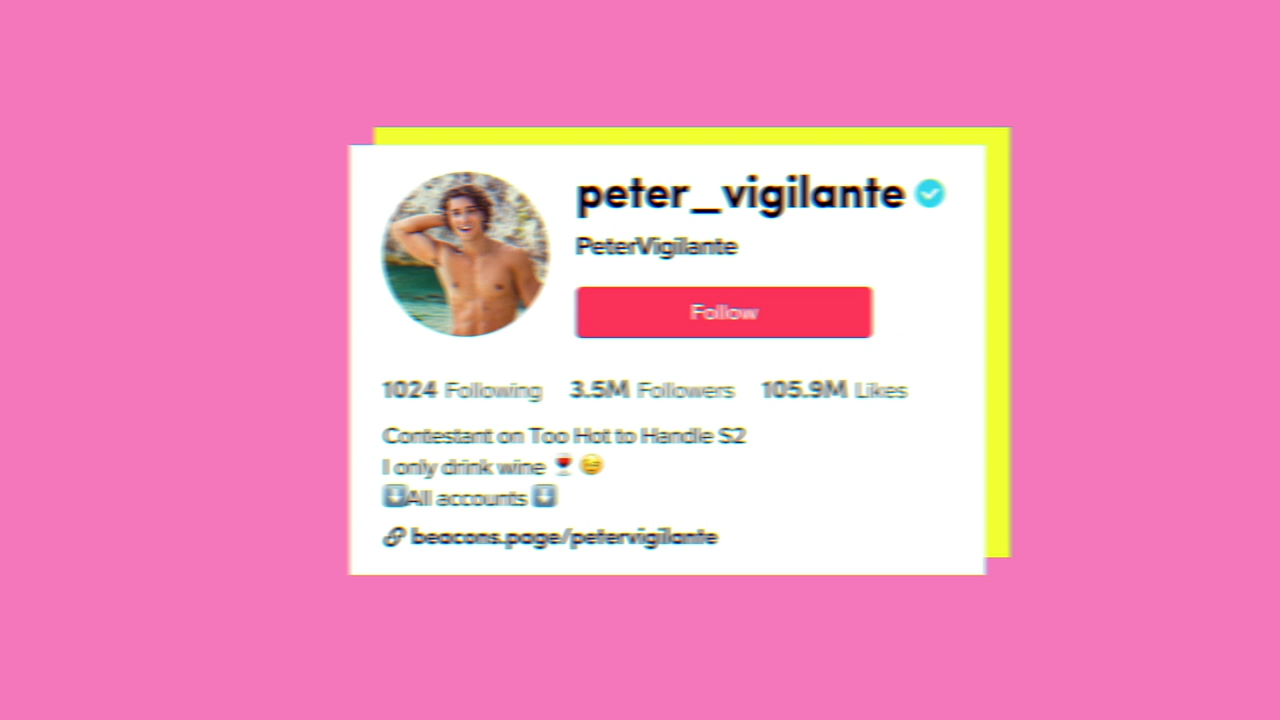 peter_vigilante
PeterVigilante
Follow
1024 Following 3.5M Followers 105.9M Likes
Contestant on Too Hot to Handle S2
I only drink wine 🍷😉
⬇️All accounts ⬇️
beacons.page/petervigilante